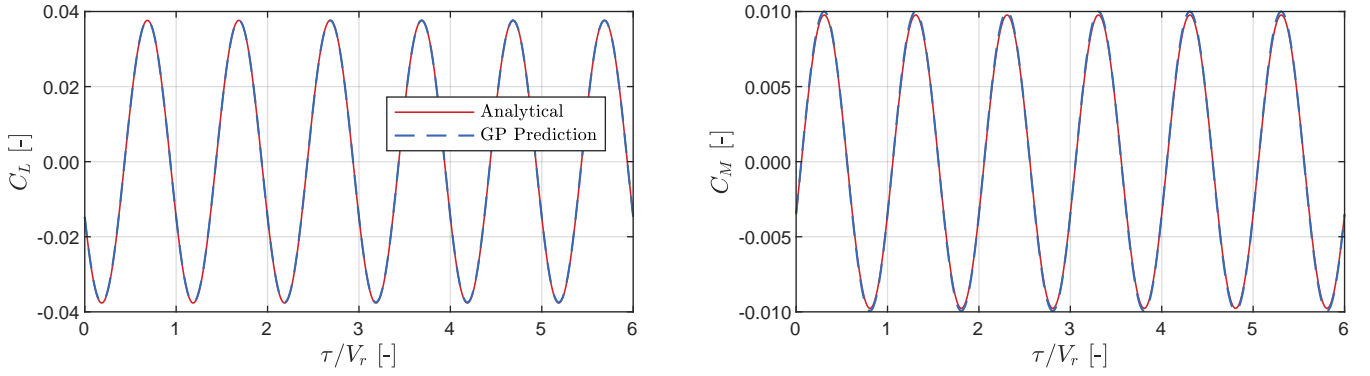 0.04
0.02
0.00
-0.02
-0.04
C_L [-]
0 1 2 3 4 5 6
τ/V_r [-]
Analytical
GP Prediction
0.010
0.005
0.000
-0.005
-0.010
C_M [-]
0 1 2 3 4 5 6
τ/V_r [-]